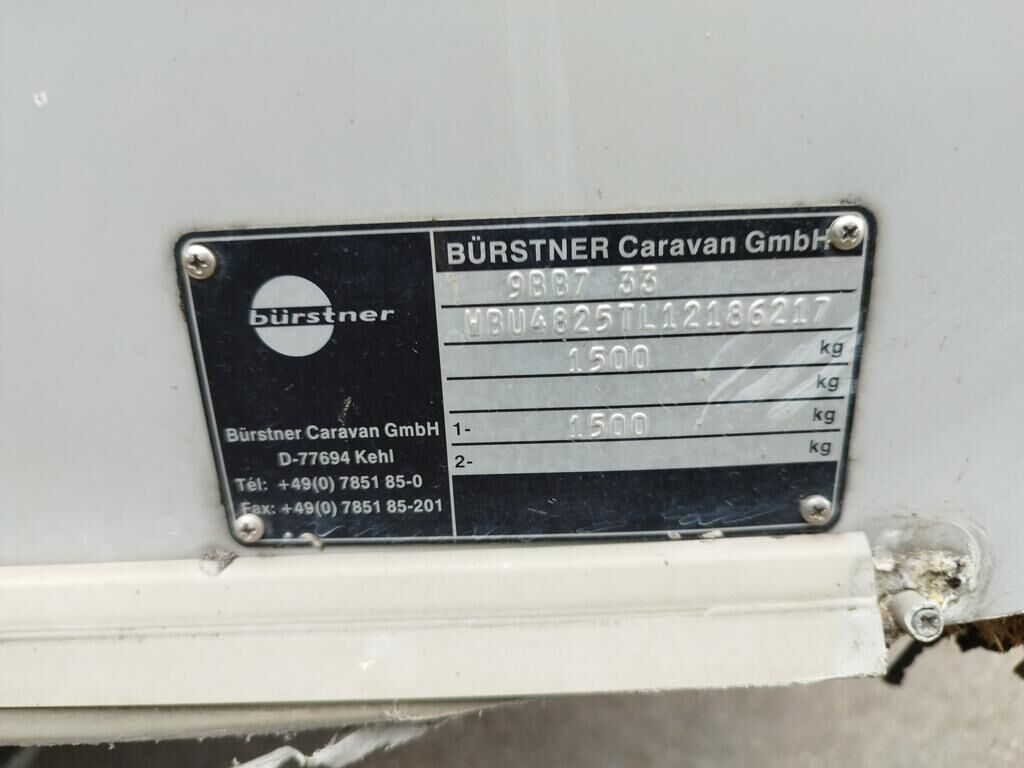 bürstner
Bürstner Caravan GmbH
D-77694 Kehl
Tél: +49(0) 7851 85-0
Fax: +49(0) 7851 85-201
BÜRSTNER Caravan GmbH
9BB7 33
WBU4825TL12186217
1500 kg
kg
1- 1500 kg
2- kg